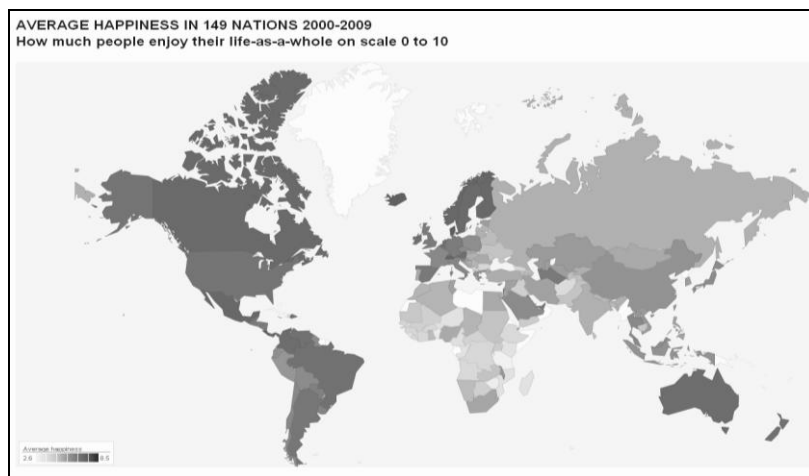 AVERAGE HAPPINESS IN 149 NATIONS 2000-2009
How much people enjoy their life-as-a-whole on scale 0 to 10
Average happiness
2,6 8,5